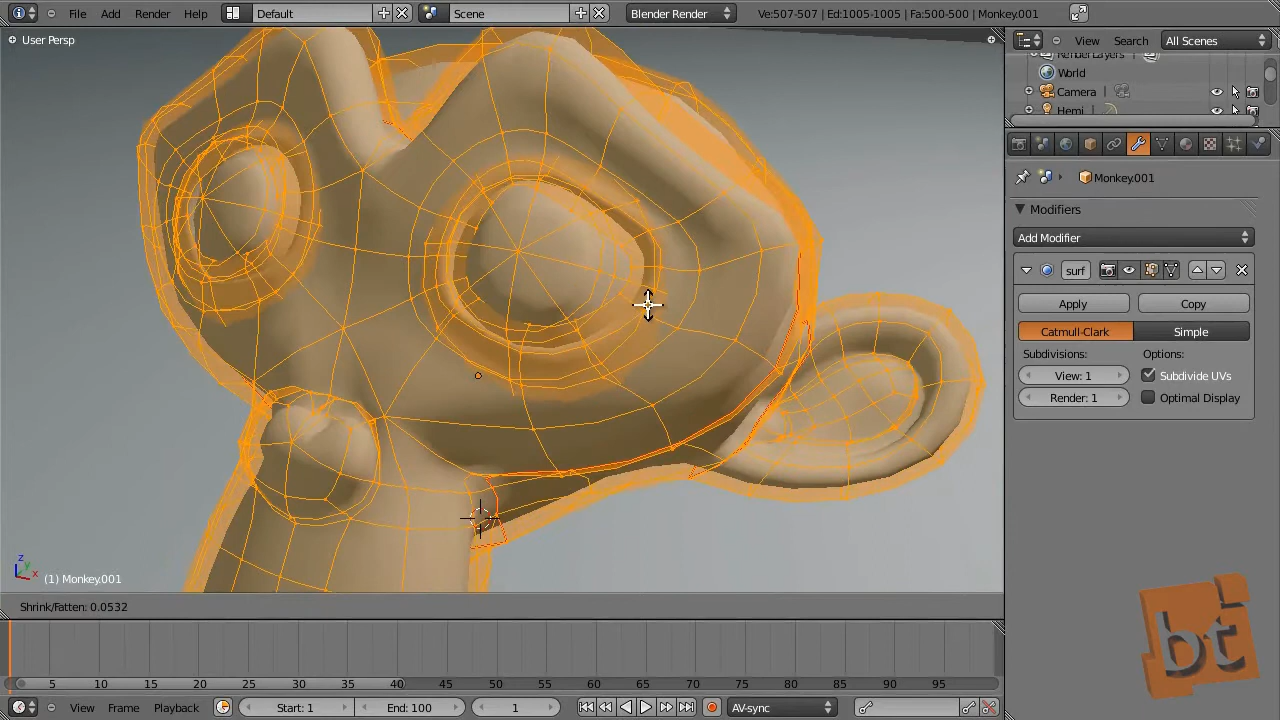 File Add Render Help Default Scene Blender Render Ve:507-507 | Ed:1005-1005 | Fa:500-500 | Monkey.001
User Persp
View Search All Scenes
RenderLayers
World
Camera
Hemi
Monkey.001
Modifiers
Add Modifier
surf
Apply Copy
Catmull-Clark Simple
Subdivisions: Options:
View: 1 Subdivide UVs
Render: 1 Optimal Display
z
y
x
(1) Monkey.001
Shrink/Fatten: 0.0532
bt
5 10 15 20 25 30 35 40 45 50 55 60 65 70 75 80 85 90 95
View Frame Playback Start: 1 End: 100 1 AV-sync